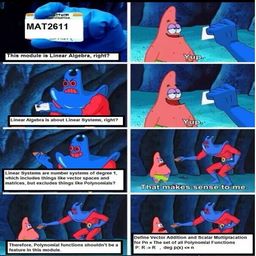 MAT2611
This module is Linear Algebra, right?
Yup.
Linear Algebra is about Linear Systems, right?
Yup.
Linear Systems are number systems of degree 1,
which includes things like vector spaces and
matrices, but excludes things like Polynomials?
That makes sense to me.
Therefore, Polynomial functions shouldn't be a
feature in this module.
Define Vector Addition and Scalar Multiplacation
for Pn = The set of all Polynomial Functions
P: R -> R , deg p(x) <= n